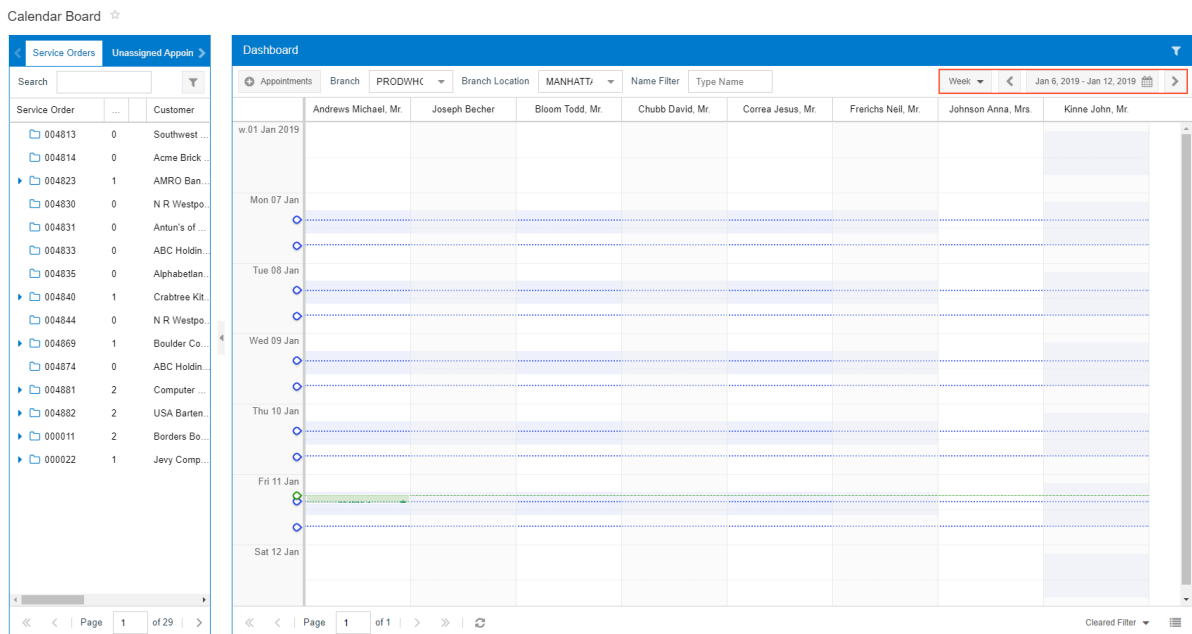 Calendar Board
Service Orders Unassigned Appoin
Search
Service Order ... Customer
004813 0 Southwest ...
004814 0 Acme Brick ...
004823 1 AMRO Ban...
004830 0 N R Westpo...
004831 0 Antun's of ...
004833 0 ABC Holdin...
004835 0 Alphabetlan...
004840 1 Crabtree Kit...
004844 0 N R Westpo...
004869 1 Boulder Co...
004874 0 ABC Holdin...
004881 2 Computer ...
004882 2 USA Barten...
000011 2 Borders Bo...
000022 1 Jevy Comp...
Page 1 of 29
Dashboard
Appointments Branch PRODWHC Branch Location MANHATTA Name Filter Type Name Week Jan 6, 2019 - Jan 12, 2019
Andrews Michael, Mr. Joseph Becher Bloom Todd, Mr. Chubb David, Mr. Correa Jesus, Mr. Frerichs Neil, Mr. Johnson Anna, Mrs. Kinne John, Mr.
w.01 Jan 2019
Mon 07 Jan
Tue 08 Jan
Wed 09 Jan
Thu 10 Jan
Fri 11 Jan
Sat 12 Jan
Page 1 of 1 Cleared Filter